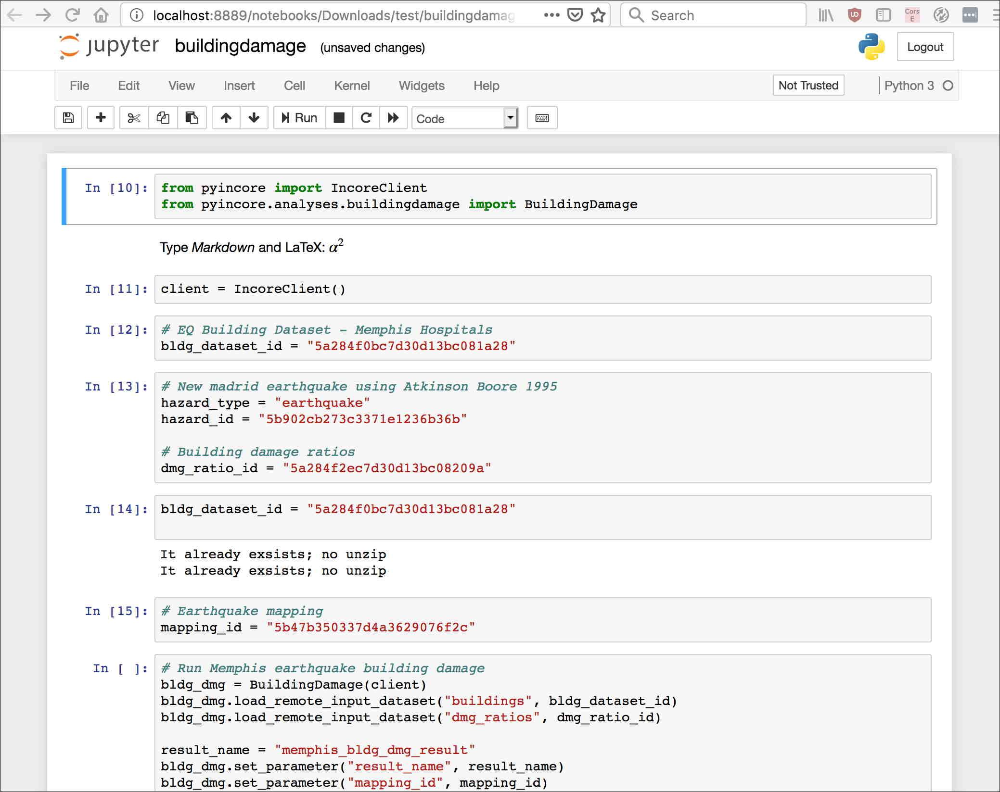 localhost:8889/notebooks/Downloads/test/buildingdamag
Search
Cors
E
jupyter buildingdamage (unsaved changes)
Logout
File Edit View Insert Cell Kernel Widgets Help
Not Trusted
Python 3
Run
Code
In [10]:
from pyincore import IncoreClient
from pyincore.analyses.buildingdamage import BuildingDamage
Type Markdown and LaTeX: α²
In [11]:
client = IncoreClient()
In [12]:
# EQ Building Dataset - Memphis Hospitals
bldg_dataset_id = "5a284f0bc7d30d13bc081a28"
In [13]:
# New madrid earthquake using Atkinson Boore 1995
hazard_type = "earthquake"
hazard_id = "5b902cb273c3371e1236b36b"
# Building damage ratios
dmg_ratio_id = "5a284f2ec7d30d13bc08209a"
In [14]:
bldg_dataset_id = "5a284f0bc7d30d13bc081a28"
It already exsists; no unzip
It already exsists; no unzip
In [15]:
# Earthquake mapping
mapping_id = "5b47b350337d4a3629076f2c"
In [ ]:
# Run Memphis earthquake building damage
bldg_dmg = BuildingDamage(client)
bldg_dmg.load_remote_input_dataset("buildings", bldg_dataset_id)
bldg_dmg.load_remote_input_dataset("dmg_ratios", dmg_ratio_id)
result_name = "memphis_bldg_dmg_result"
bldg_dmg.set_parameter("result_name", result_name)
bldg_dmg.set_parameter("mapping_id", mapping_id)